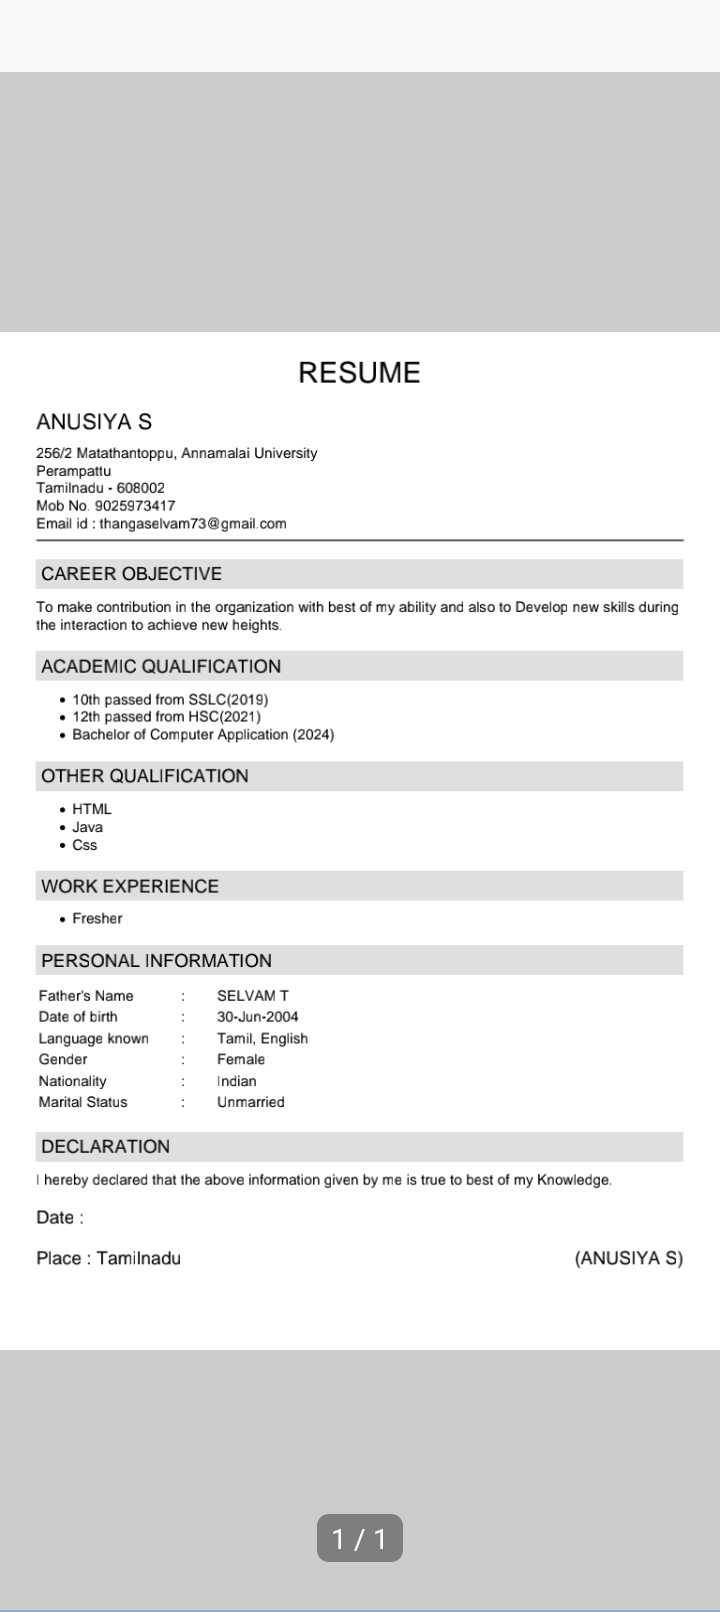 RESUME
ANUSIYA S
256/2 Matathantoppu, Annamalai University
Perampattu
Tamilnadu - 608002
Mob No. 9025973417
Email id : thangaselvam73@gmail.com
CAREER OBJECTIVE
To make contribution in the organization with best of my ability and also to Develop new skills during
the interaction to achieve new heights.
ACADEMIC QUALIFICATION
• 10th passed from SSLC(2019)
• 12th passed from HSC(2021)
• Bachelor of Computer Application (2024)
OTHER QUALIFICATION
• HTML
• Java
• Css
WORK EXPERIENCE
• Fresher
PERSONAL INFORMATION
Father's Name : SELVAM T
Date of birth : 30-Jun-2004
Language known : Tamil, English
Gender : Female
Nationality : Indian
Marital Status : Unmarried
DECLARATION
I hereby declared that the above information given by me is true to best of my Knowledge.
Date :
Place : Tamilnadu (ANUSIYA S)
1 / 1